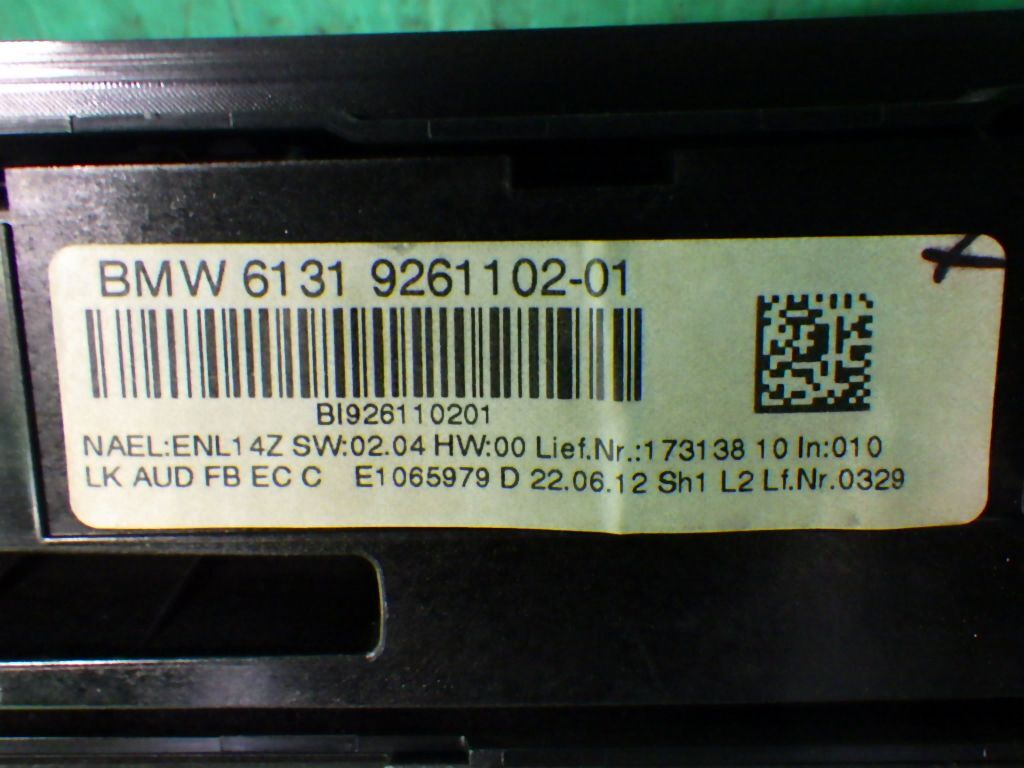 BMW 6131 9261102-01
BI926110201
NAEL:ENL14Z SW:02.04 HW:00 Lief.Nr.:173138 10 In:010
LK AUD FB EC C E1065979 D 22.06.12 Sh1 L2 Lf.Nr.0329